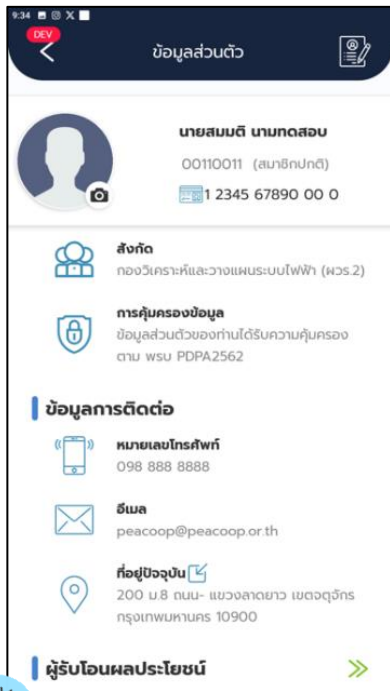 9:34
DEV
ข้อมูลส่วนตัว
นายสมมติ นามทดสอบ
00110011 (สมาชิกปกติ)
1 2345 67890 00 0
สังกัด
กองวิเคราะห์และวางแผนระบบไฟฟ้า (ผวร.2)
การคุ้มครองข้อมูล
ข้อมูลส่วนตัวของท่านได้รับความคุ้มครอง
ตาม พรบ PDPA2562
ข้อมูลการติดต่อ
หมายเลขโทรศัพท์
098 888 8888
อีเมล
peacoop@peacoop.or.th
ที่อยู่ปัจจุบัน
200 ม.8 ถนน- แขวงลาดยาว เขตจตุจักร
กรุงเทพมหานคร 10900
ผู้รับโอนผลประโยชน์